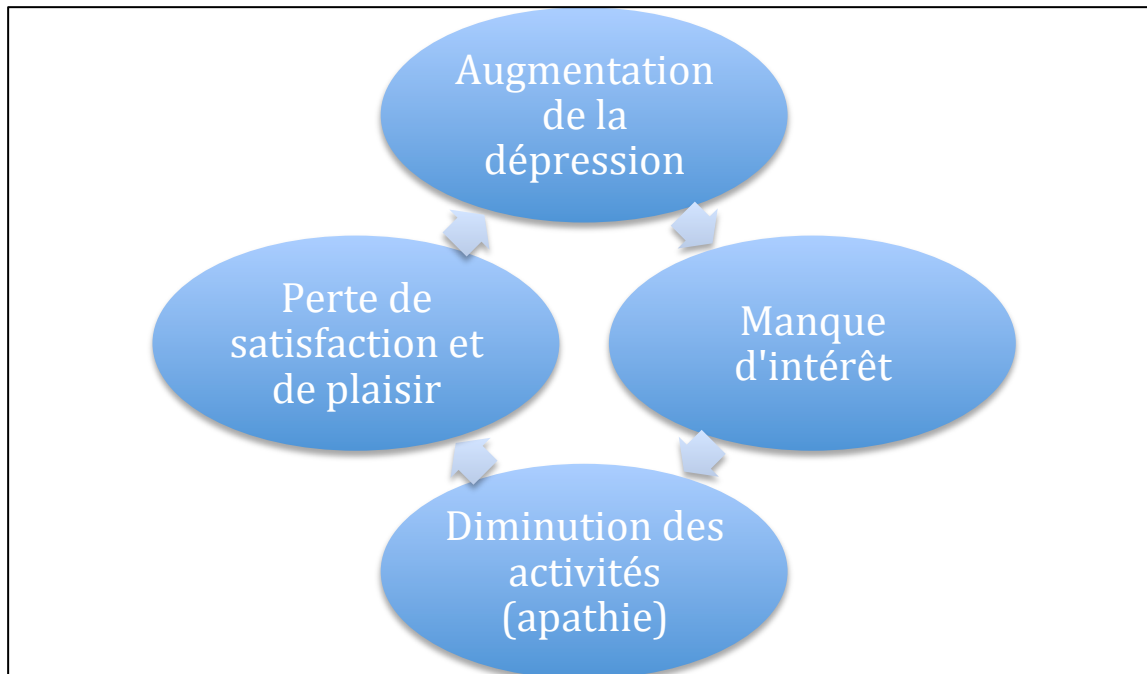 Augmentation
de la
dépression
Perte de
satisfaction et
de plaisir
Manque
d'intérêt
Diminution des
activités
(apathie)